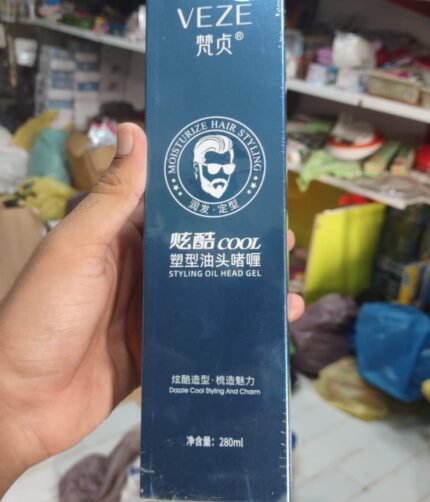 VEZE
梵贞®
MOISTURIZE HAIR STYLING
润发·定型
炫酷COOL
塑型油头啫喱
STYLING OIL HEAD GEL
炫酷造型·梳造魅力
Dazzle Cool Styling And Charm
净含量：280ml